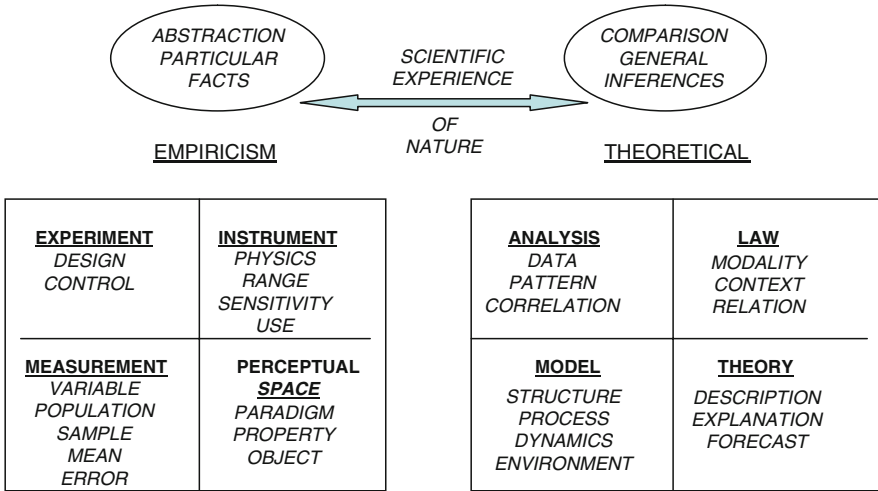 ABSTRACTION
PARTICULAR
FACTS
SCIENTIFIC
EXPERIENCE
OF
NATURE
COMPARISON
GENERAL
INFERENCES
EMPIRICISM
THEORETICAL
EXPERIMENT
DESIGN
CONTROL
INSTRUMENT
PHYSICS
RANGE
SENSITIVITY
USE
MEASUREMENT
VARIABLE
POPULATION
SAMPLE
MEAN
ERROR
PERCEPTUAL
SPACE
PARADIGM
PROPERTY
OBJECT
ANALYSIS
DATA
PATTERN
CORRELATION
LAW
MODALITY
CONTEXT
RELATION
MODEL
STRUCTURE
PROCESS
DYNAMICS
ENVIRONMENT
THEORY
DESCRIPTION
EXPLANATION
FORECAST